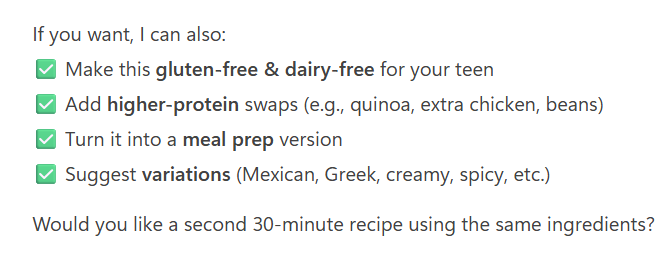 If you want, I can also:
✅ Make this gluten-free & dairy-free for your teen
✅ Add higher-protein swaps (e.g., quinoa, extra chicken, beans)
✅ Turn it into a meal prep version
✅ Suggest variations (Mexican, Greek, creamy, spicy, etc.)
Would you like a second 30-minute recipe using the same ingredients?